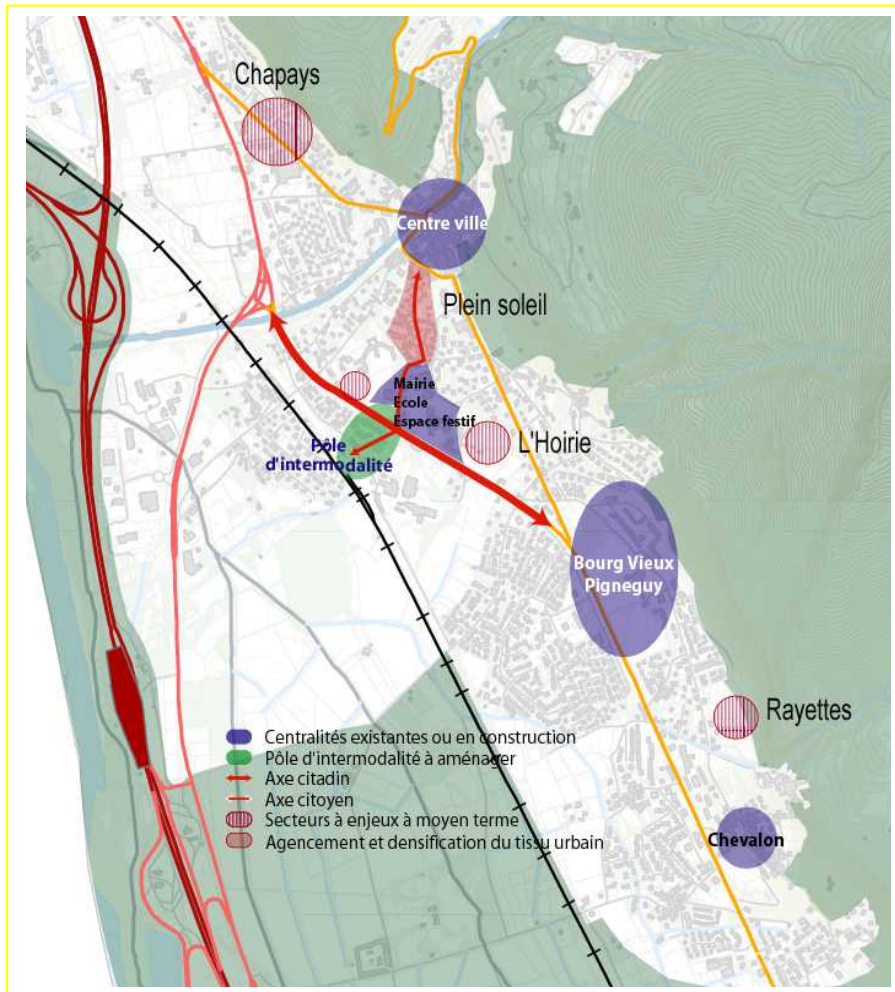 Chapays
Centre ville
Plein soleil
Mairie
Ecole
Espace festif
L'Hoirie
Pôle
d'intermodalité
Bourg Vieux
Pigneguy
Rayettes
Centralités existantes ou en construction
Pôle d'intermodalité à aménager
Axe citadin
Axe citoyen
Secteurs à enjeux à moyen terme
Agencement et densification du tissu urbain
Chevalon